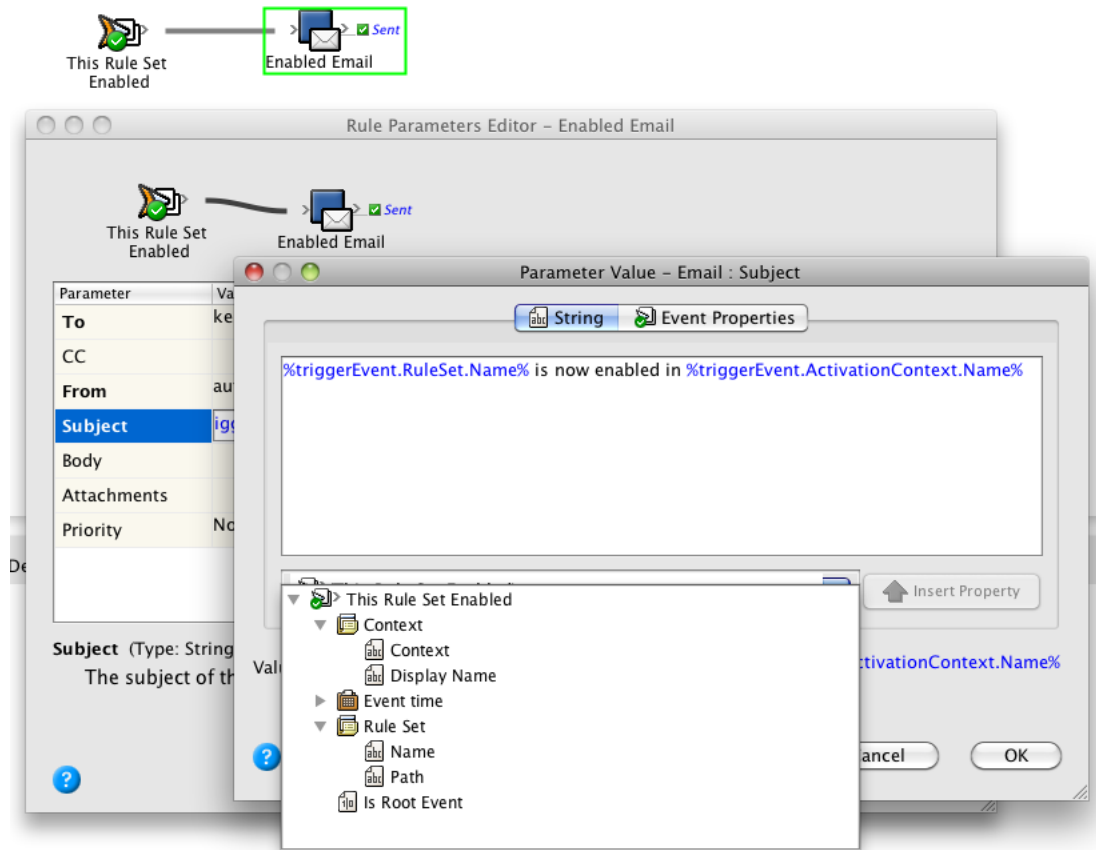 Sent
This Rule Set
Enabled
Enabled Email
Rule Parameters Editor – Enabled Email
Sent
This Rule Set
Enabled
Enabled Email
Parameter Value – Email : Subject
Parameter
To
CC
From
Subject
Body
Attachments
Priority
String
Event Properties
%triggerEvent.RuleSet.Name% is now enabled in %triggerEvent.ActivationContext.Name%
Insert Property
This Rule Set Enabled
Context
Context
Display Name
Event time
Rule Set
Name
Path
Is Root Event
Subject (Type: String
The subject of th
tivationContext.Name%
ancel
OK